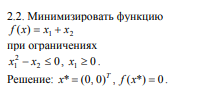 2.2. Минимизировать функцию
f(x) = x₁ + x₂
при ограничениях
x₁² – x₂ ≤ 0, x₁ ≥ 0.
Решение: x* = (0, 0)ᵀ, f(x*) = 0.